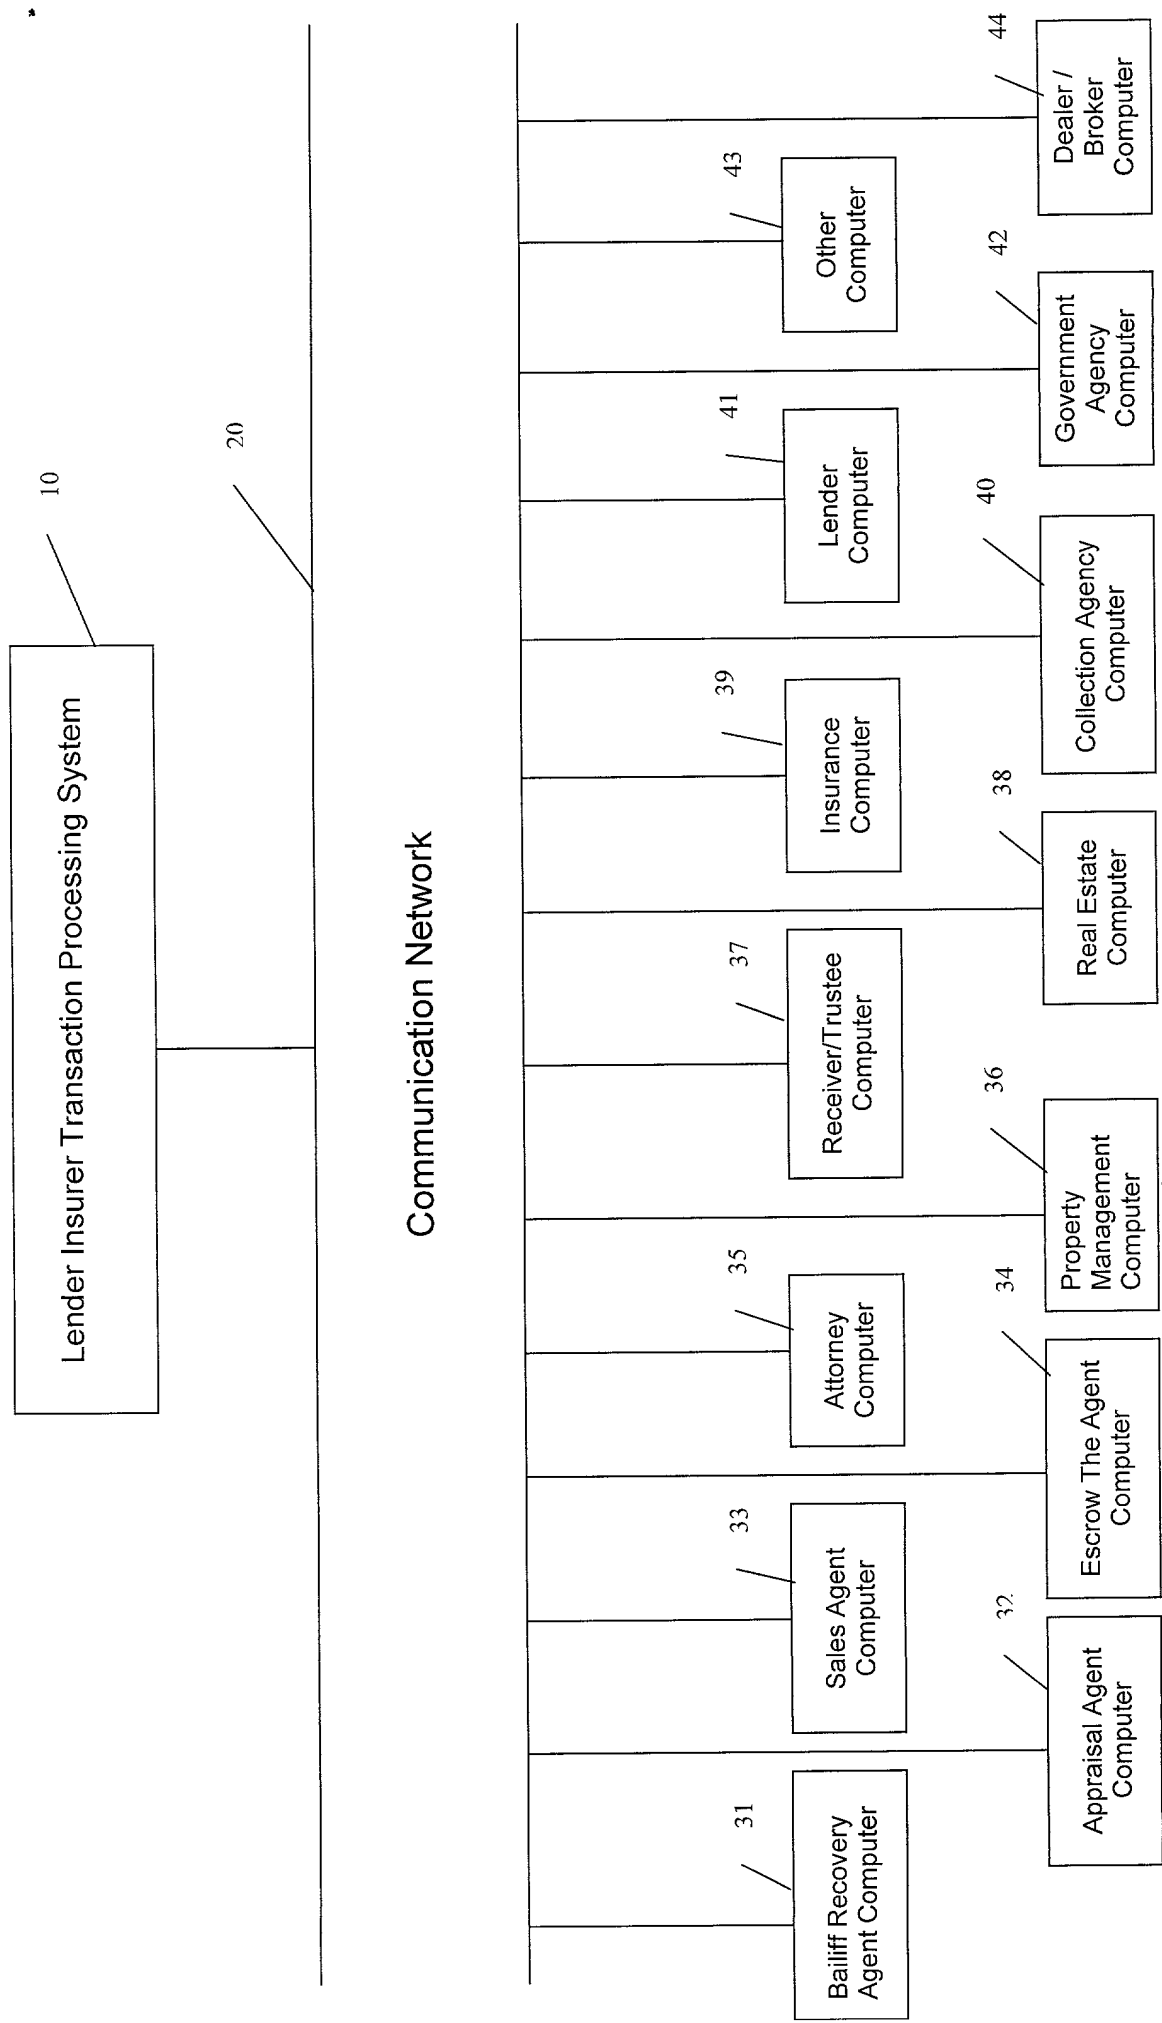 Lender Insurer Transaction Processing System
10
20
Communication Network
31
Bailiff Recovery
Agent Computer
33
Sales Agent
Computer
35
Attorney
Computer
37
Receiver/Trustee
Computer
39
Insurance
Computer
41
Lender
Computer
43
Other
Computer
32
Appraisal Agent
Computer
34
Escrow The Agent
Computer
36
Property
Management
Computer
38
Real Estate
Computer
40
Collection Agency
Computer
42
Government
Agency
Computer
44
Dealer /
Broker
Computer